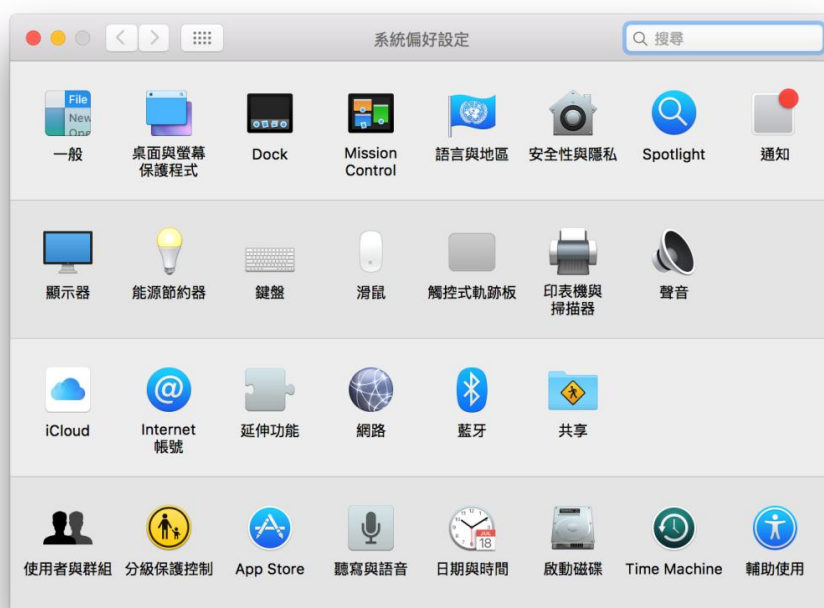 系統偏好設定
搜尋
File
New
一般
桌面與螢幕
保護程式
Dock
Mission
Control
語言與地區
安全性與隱私
Spotlight
通知
顯示器
能源節約器
鍵盤
滑鼠
觸控式軌跡板
印表機與
掃描器
聲音
iCloud
Internet
帳號
延伸功能
網路
藍牙
共享
使用者與群組
分級保護控制
App Store
聽寫與語音
JUL
18
日期與時間
啟動磁碟
Time Machine
輔助使用